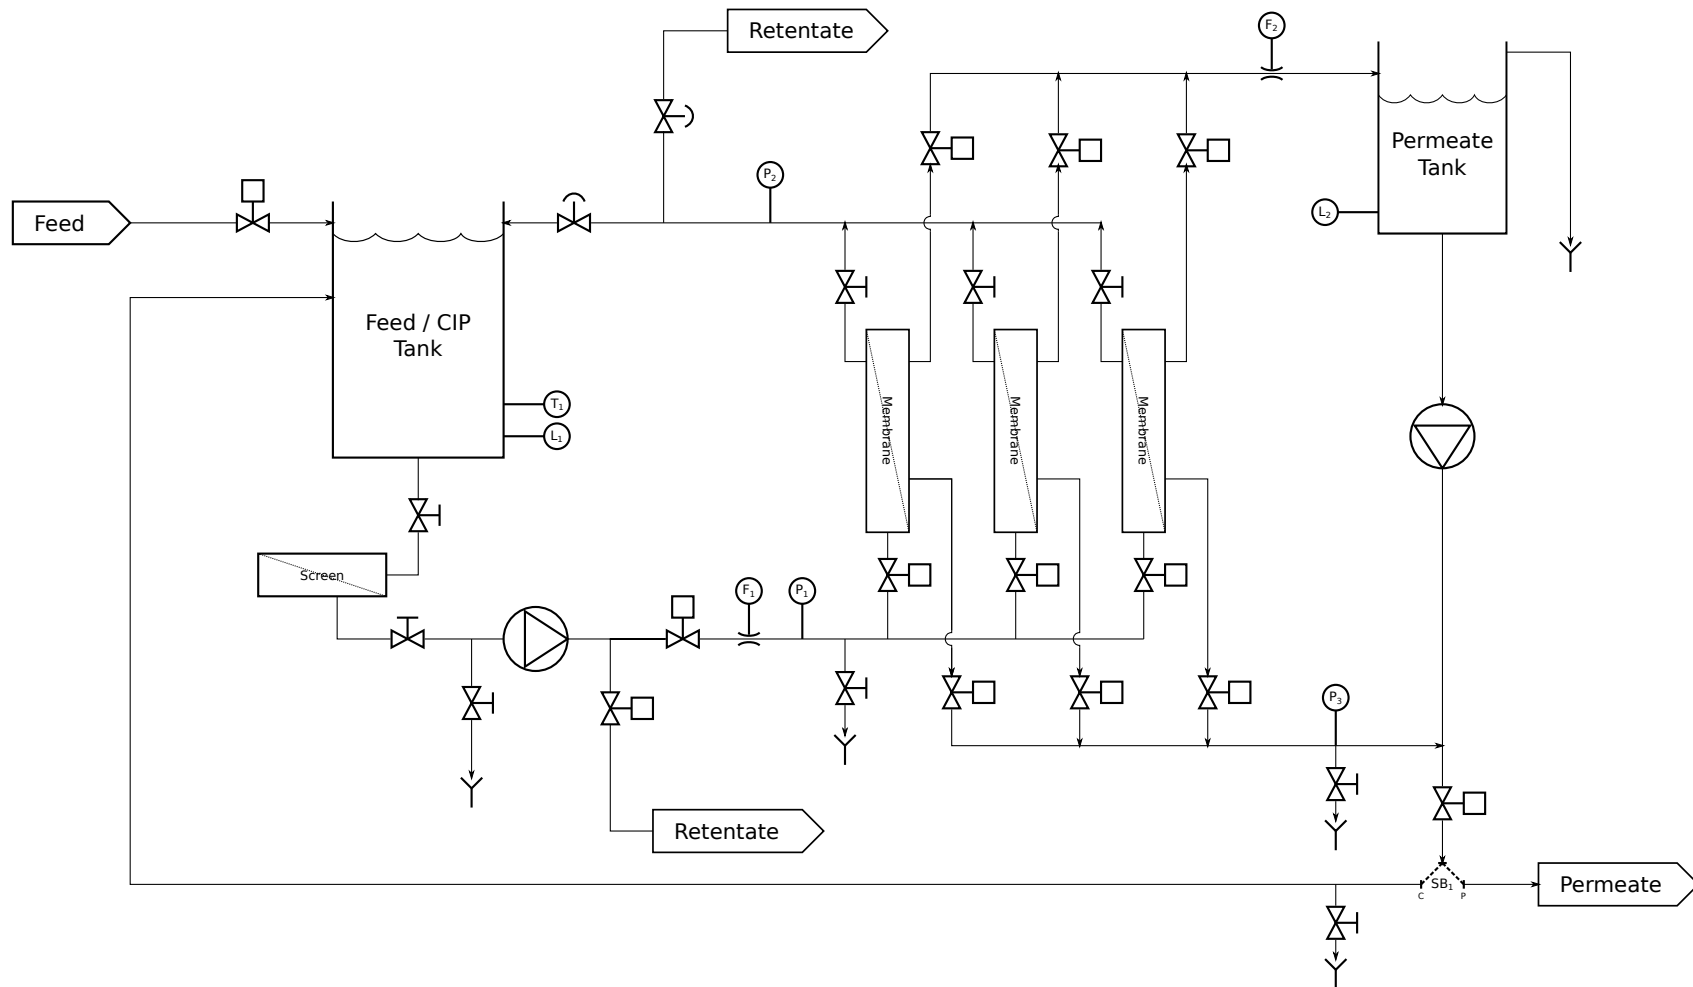 Retentate
F₂
Permeate
Tank
P₂
Feed
L₂
Feed / CIP
Tank
T₁
L₁
Membrane
Membrane
Membrane
Screen
F₁
P₁
P₃
Retentate
SB₁
C
P
Permeate